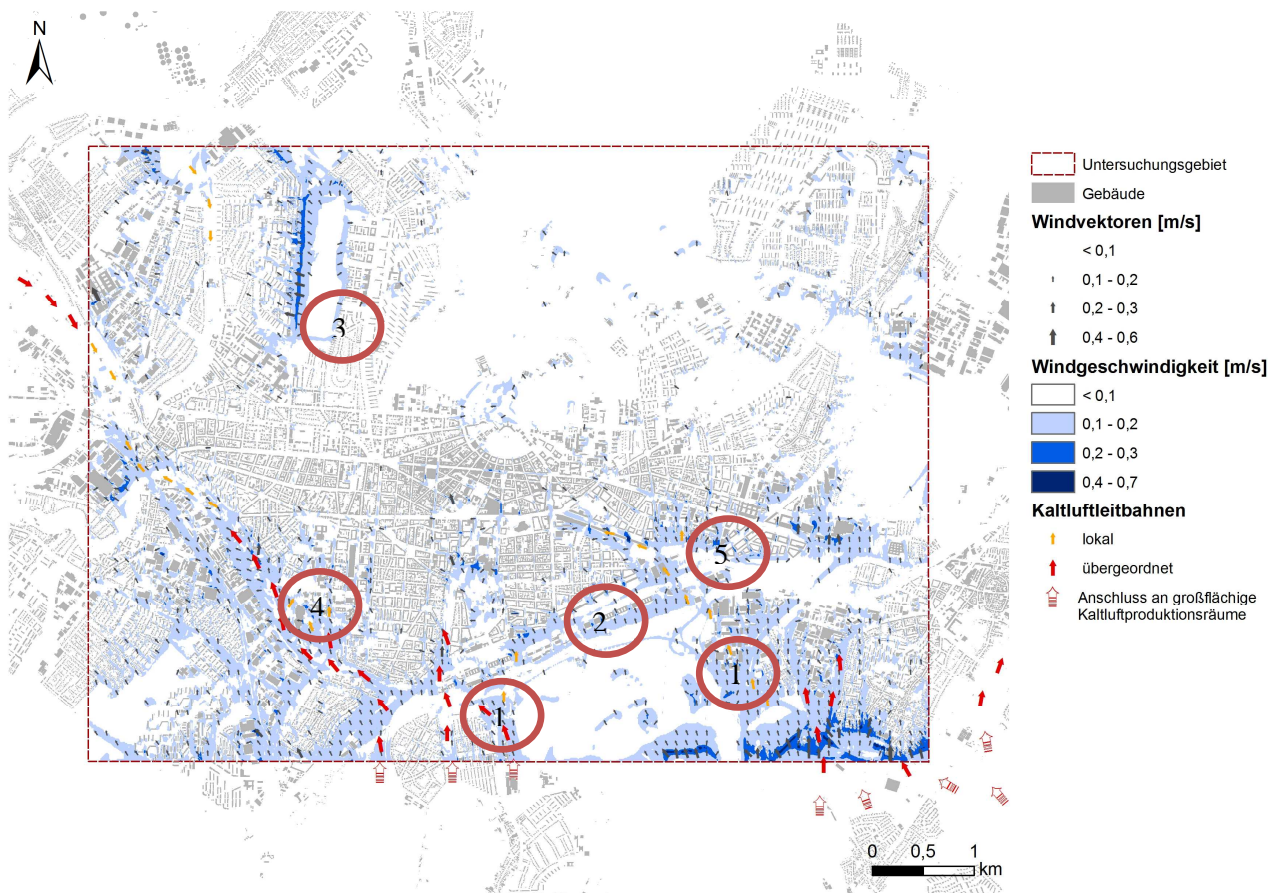 N
Untersuchungsgebiet
Gebäude
Windvektoren [m/s]
< 0,1
0,1 - 0,2
0,2 - 0,3
0,4 - 0,6
Windgeschwindigkeit [m/s]
< 0,1
0,1 - 0,2
0,2 - 0,3
0,4 - 0,7
Kaltluftleitbahnen
lokal
übergeordnet
Anschluss an großflächige
Kaltluftproduktionsräume
3
5
4
2
1
1
0 0,5 1
km